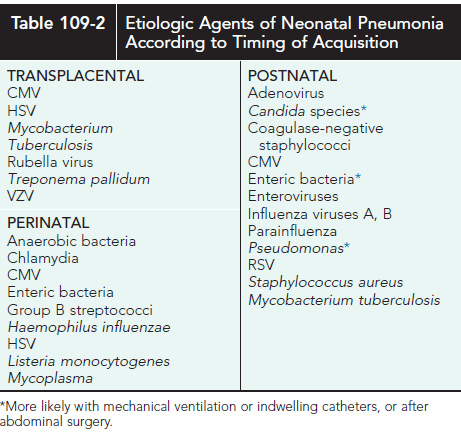 Table 109-2
Etiologic Agents of Neonatal Pneumonia
According to Timing of Acquisition
TRANSPLACENTAL
CMV
HSV
Mycobacterium
Tuberculosis
Rubella virus
Treponema pallidum
VZV
PERINATAL
Anaerobic bacteria
Chlamydia
CMV
Enteric bacteria
Group B streptococci
Haemophilus influenzae
HSV
Listeria monocytogenes
Mycoplasma
POSTNATAL
Adenovirus
Candida species*
Coagulase-negative
staphylococci
CMV
Enteric bacteria*
Enteroviruses
Influenza viruses A, B
Parainfluenza
Pseudomonas*
RSV
Staphylococcus aureus
Mycobacterium tuberculosis
*More likely with mechanical ventilation or indwelling catheters, or after
abdominal surgery.